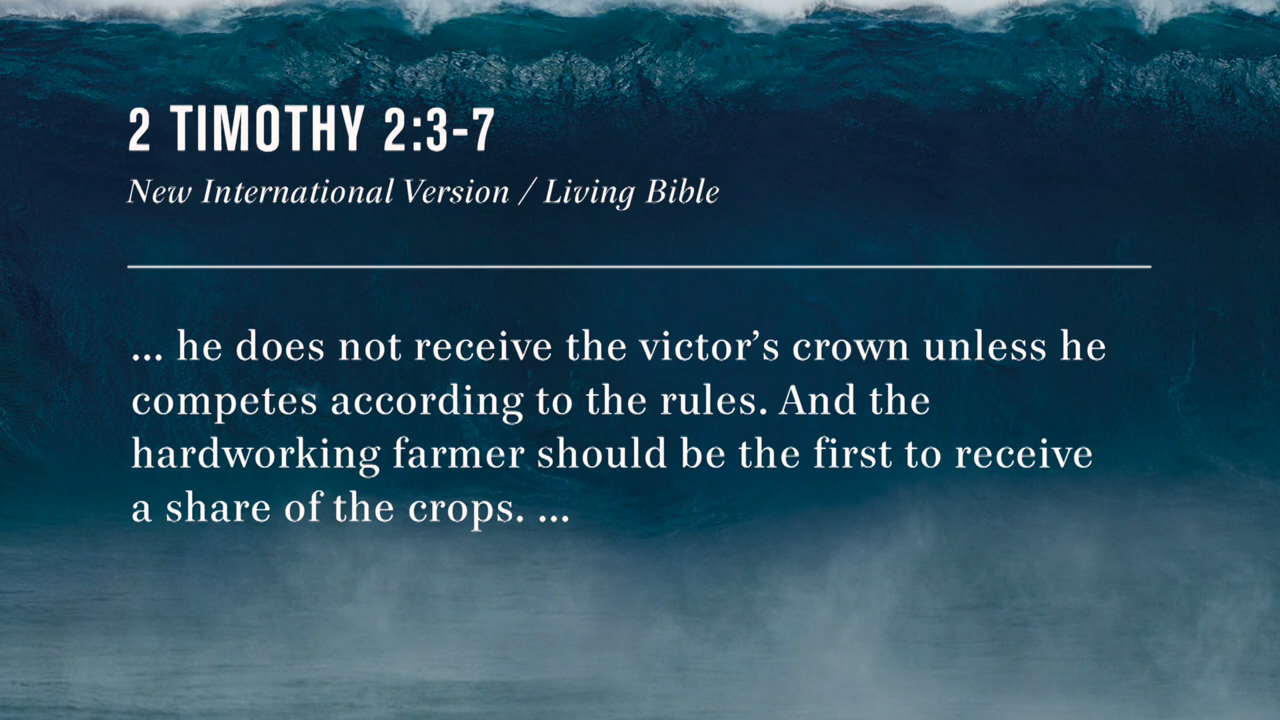 2 TIMOTHY 2:3-7
New International Version / Living Bible
... he does not receive the victor’s crown unless he
competes according to the rules. And the
hardworking farmer should be the first to receive
a share of the crops. ...